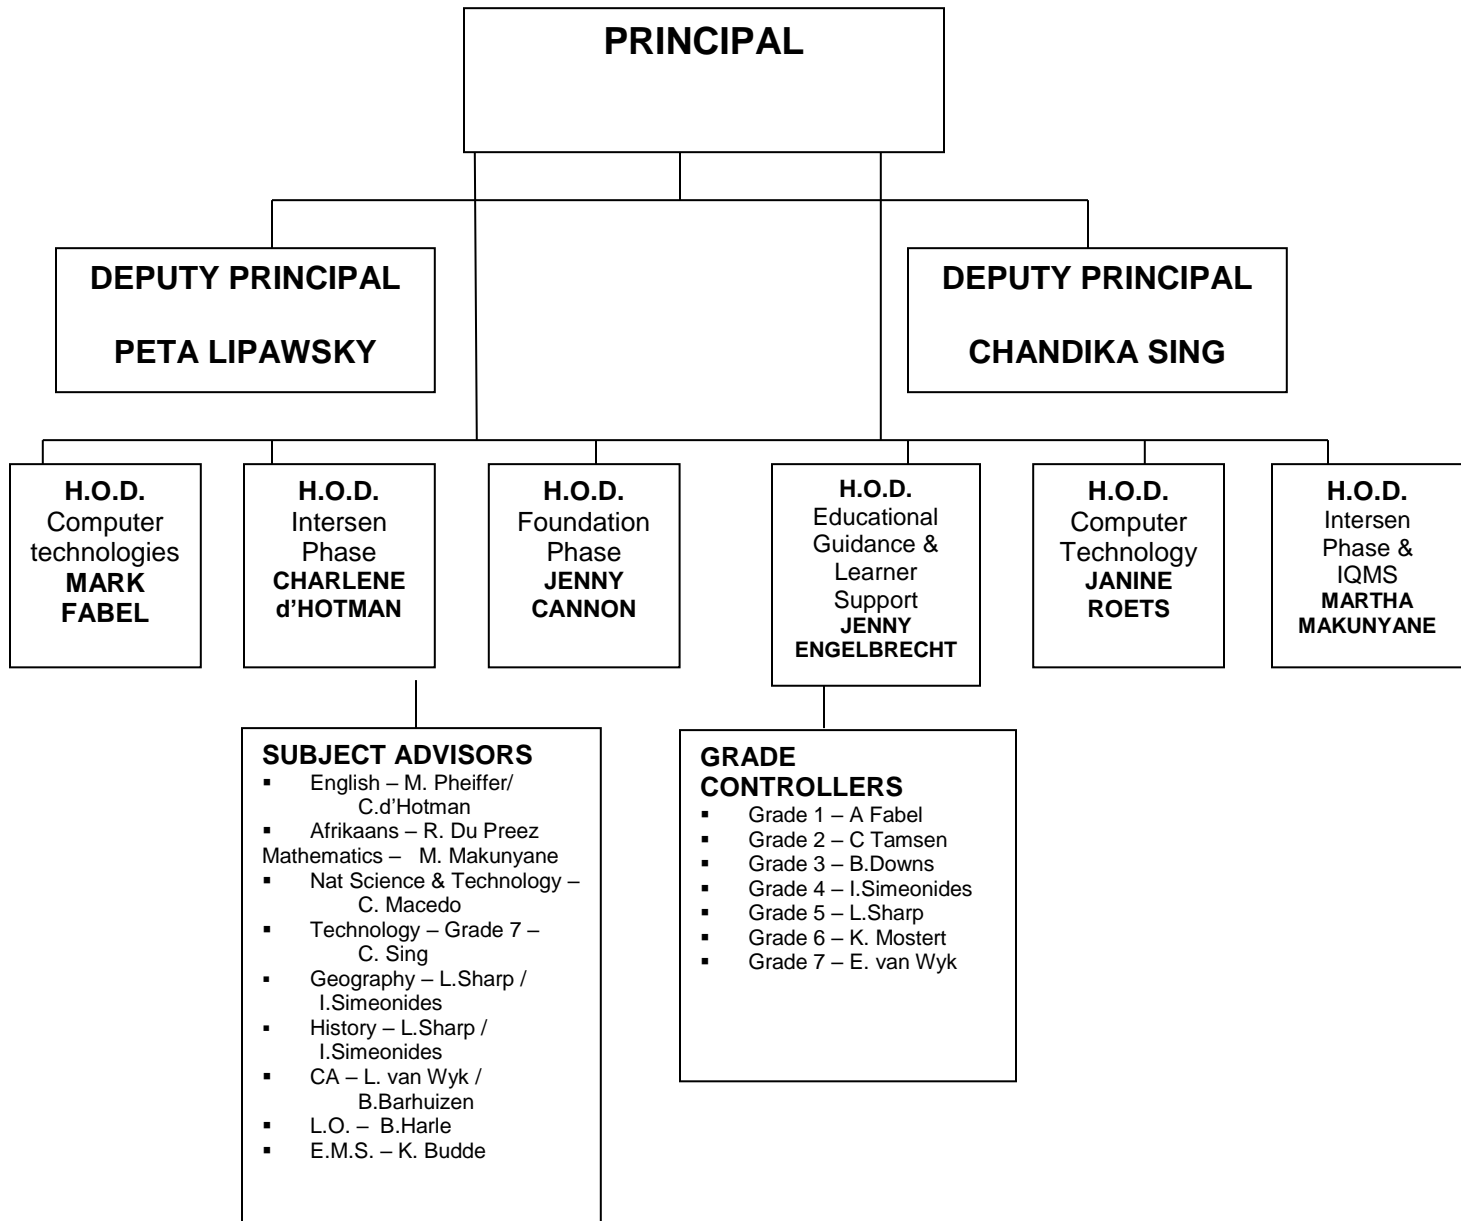 PRINCIPAL
DEPUTY PRINCIPAL
PETA LIPAWSKY
DEPUTY PRINCIPAL
CHANDIKA SING
H.O.D.
Computer
technologies
MARK
FABEL
H.O.D.
Intersen
Phase
CHARLENE
d’HOTMAN
H.O.D.
Foundation
Phase
JENNY
CANNON
H.O.D.
Educational
Guidance &
Learner
Support
JENNY
ENGELBRECHT
H.O.D.
Computer
Technology
JANINE
ROETS
H.O.D.
Intersen
Phase &
IQMS
MARTHA
MAKUNYANE
SUBJECT ADVISORS
▪ English – M. Pheiffer/
C.d’Hotman
▪ Afrikaans – R. Du Preez
Mathematics – M. Makunyane
▪ Nat Science & Technology –
C. Macedo
▪ Technology – Grade 7 –
C. Sing
▪ Geography – L.Sharp /
I.Simeonides
▪ History – L.Sharp /
I.Simeonides
▪ CA – L. van Wyk /
B.Barhuizen
▪ L.O. – B.Harle
▪ E.M.S. – K. Budde
GRADE
CONTROLLERS
▪ Grade 1 – A Fabel
▪ Grade 2 – C Tamsen
▪ Grade 3 – B.Downs
▪ Grade 4 – I.Simeonides
▪ Grade 5 – L.Sharp
▪ Grade 6 – K. Mostert
▪ Grade 7 – E. van Wyk